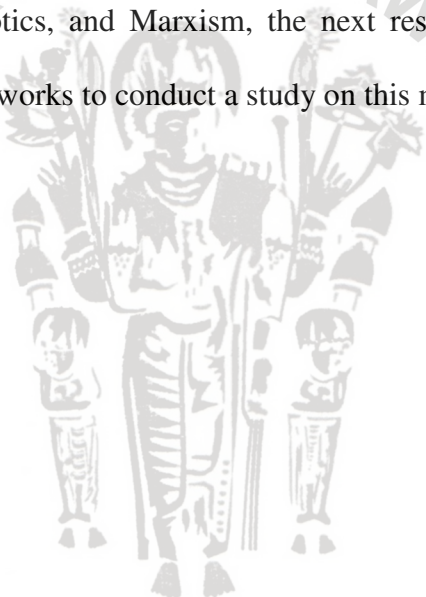 otics, and Marxism, the next res
works to conduct a study on this